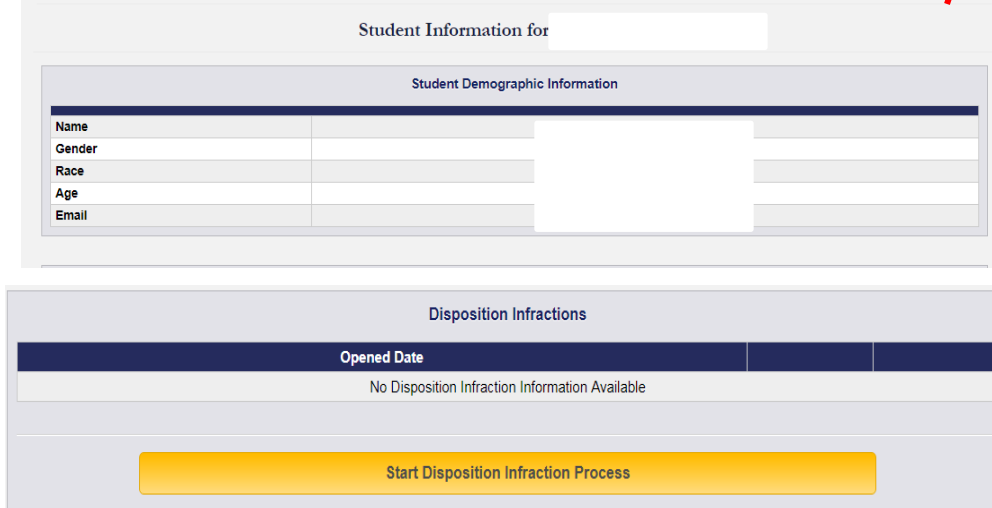 Student Information for
Student Demographic Information
Name
Gender
Race
Age
Email
Disposition Infractions
Opened Date
No Disposition Infraction Information Available
Start Disposition Infraction Process